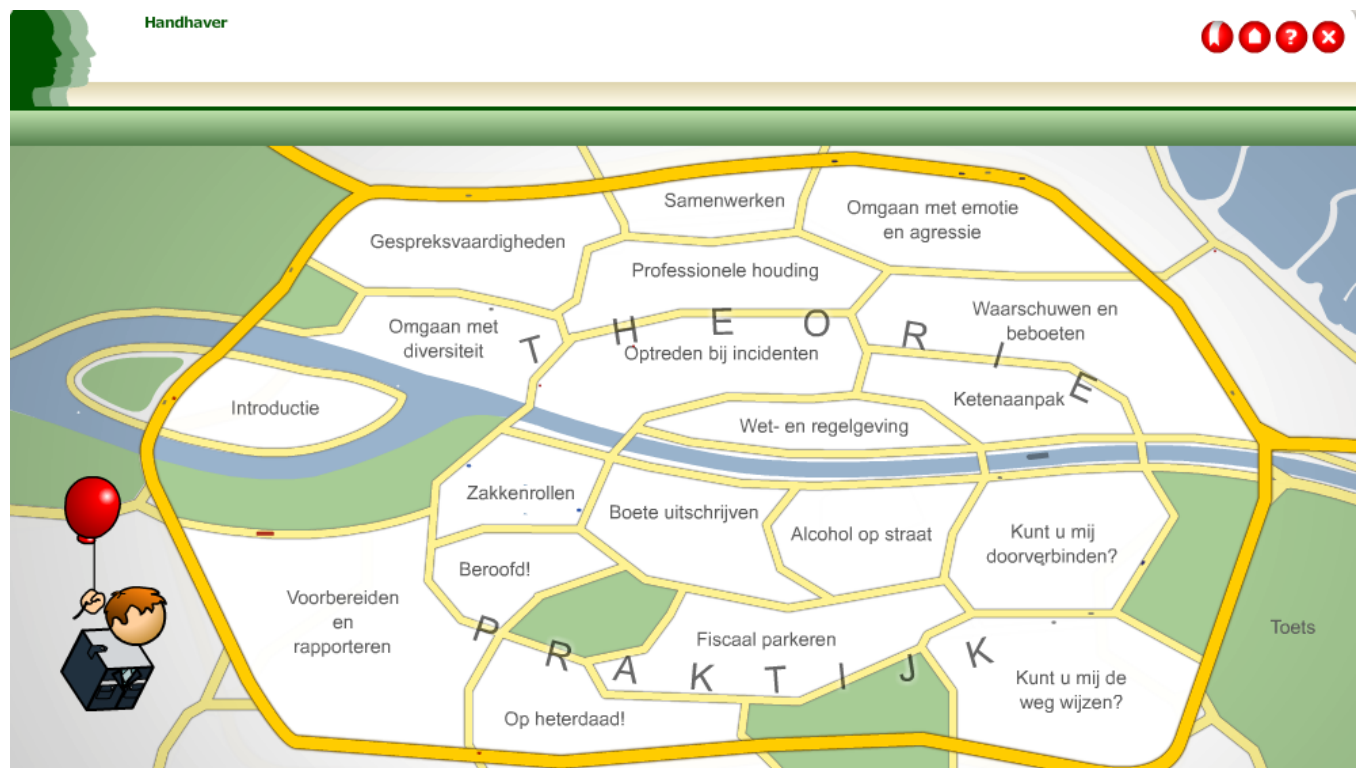 Handhaver
?
Samenwerken
Omgaan met emotie
en agressie
Gespreksvaardigheden
Professionele houding
Waarschuwen en
beboeten
Omgaan met
diversiteit
THEORIE
Optreden bij incidenten
Introductie
Ketenaanpak
Wet- en regelgeving
Zakkenrollen
Boete uitschrijven
Alcohol op straat
Kunt u mij
doorverbinden?
Beroofd!
Voorbereiden
en
rapporteren
PRAKTIJK
Fiscaal parkeren
Toets
Kunt u mij de
weg wijzen?
Op heterdaad!